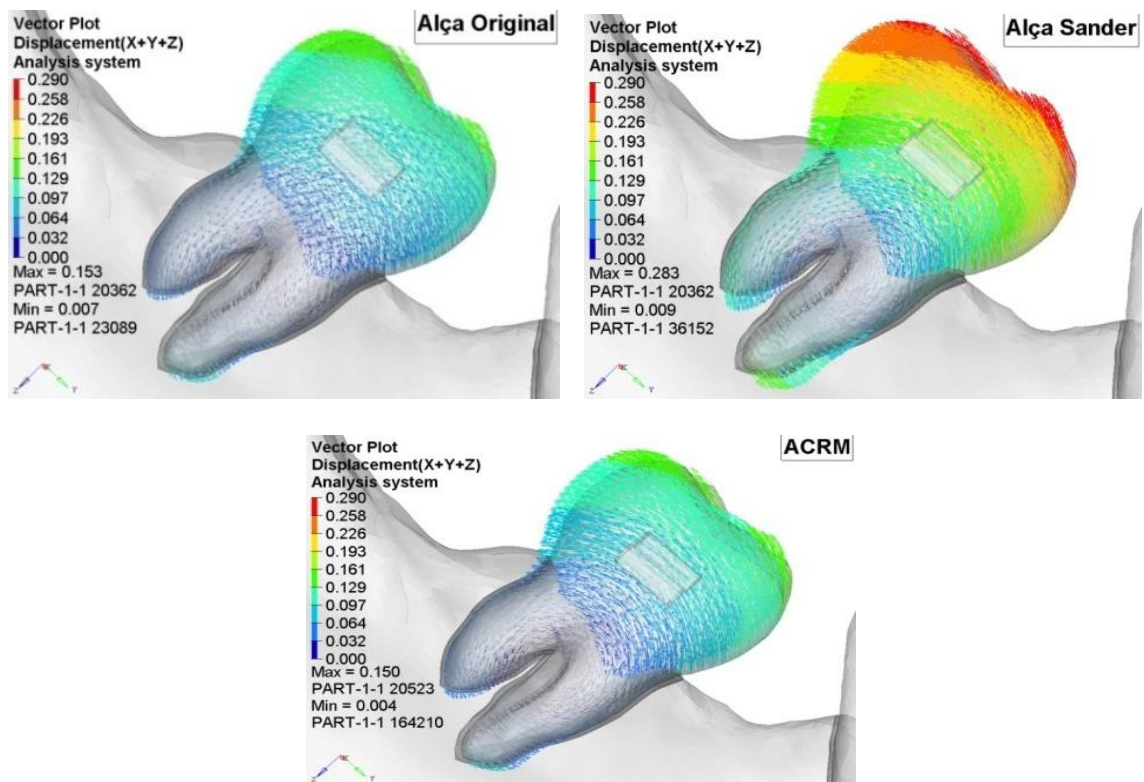 Vector Plot
Displacement(X+Y+Z)
Analysis system
0.290
0.258
0.226
0.193
0.161
0.129
0.097
0.064
0.032
0.000
Max = 0.153
PART-1-1 20362
Min = 0.007
PART-1-1 23089
Alça Original
Z
X
Y
Vector Plot
Displacement(X+Y+Z)
Analysis system
0.290
0.258
0.226
0.193
0.161
0.129
0.097
0.064
0.032
0.000
Max = 0.283
PART-1-1 20362
Min = 0.009
PART-1-1 36152
Alça Sander
Z
X
Y
Vector Plot
Displacement(X+Y+Z)
Analysis system
0.290
0.258
0.226
0.193
0.161
0.129
0.097
0.064
0.032
0.000
Max = 0.150
PART-1-1 20523
Min = 0.004
PART-1-1 164210
ACRM
Z
X
Y